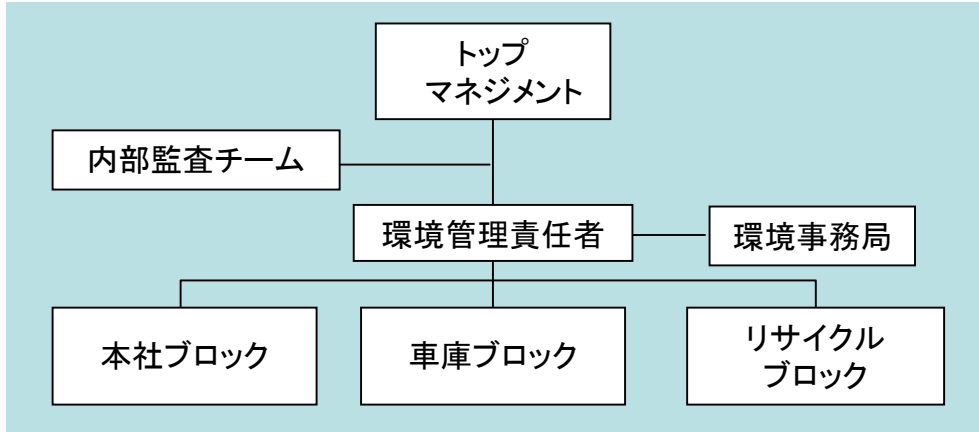 トップ
マネジメント
内部監査チーム
環境管理責任者
環境事務局
本社ブロック
車庫ブロック
リサイクル
ブロック